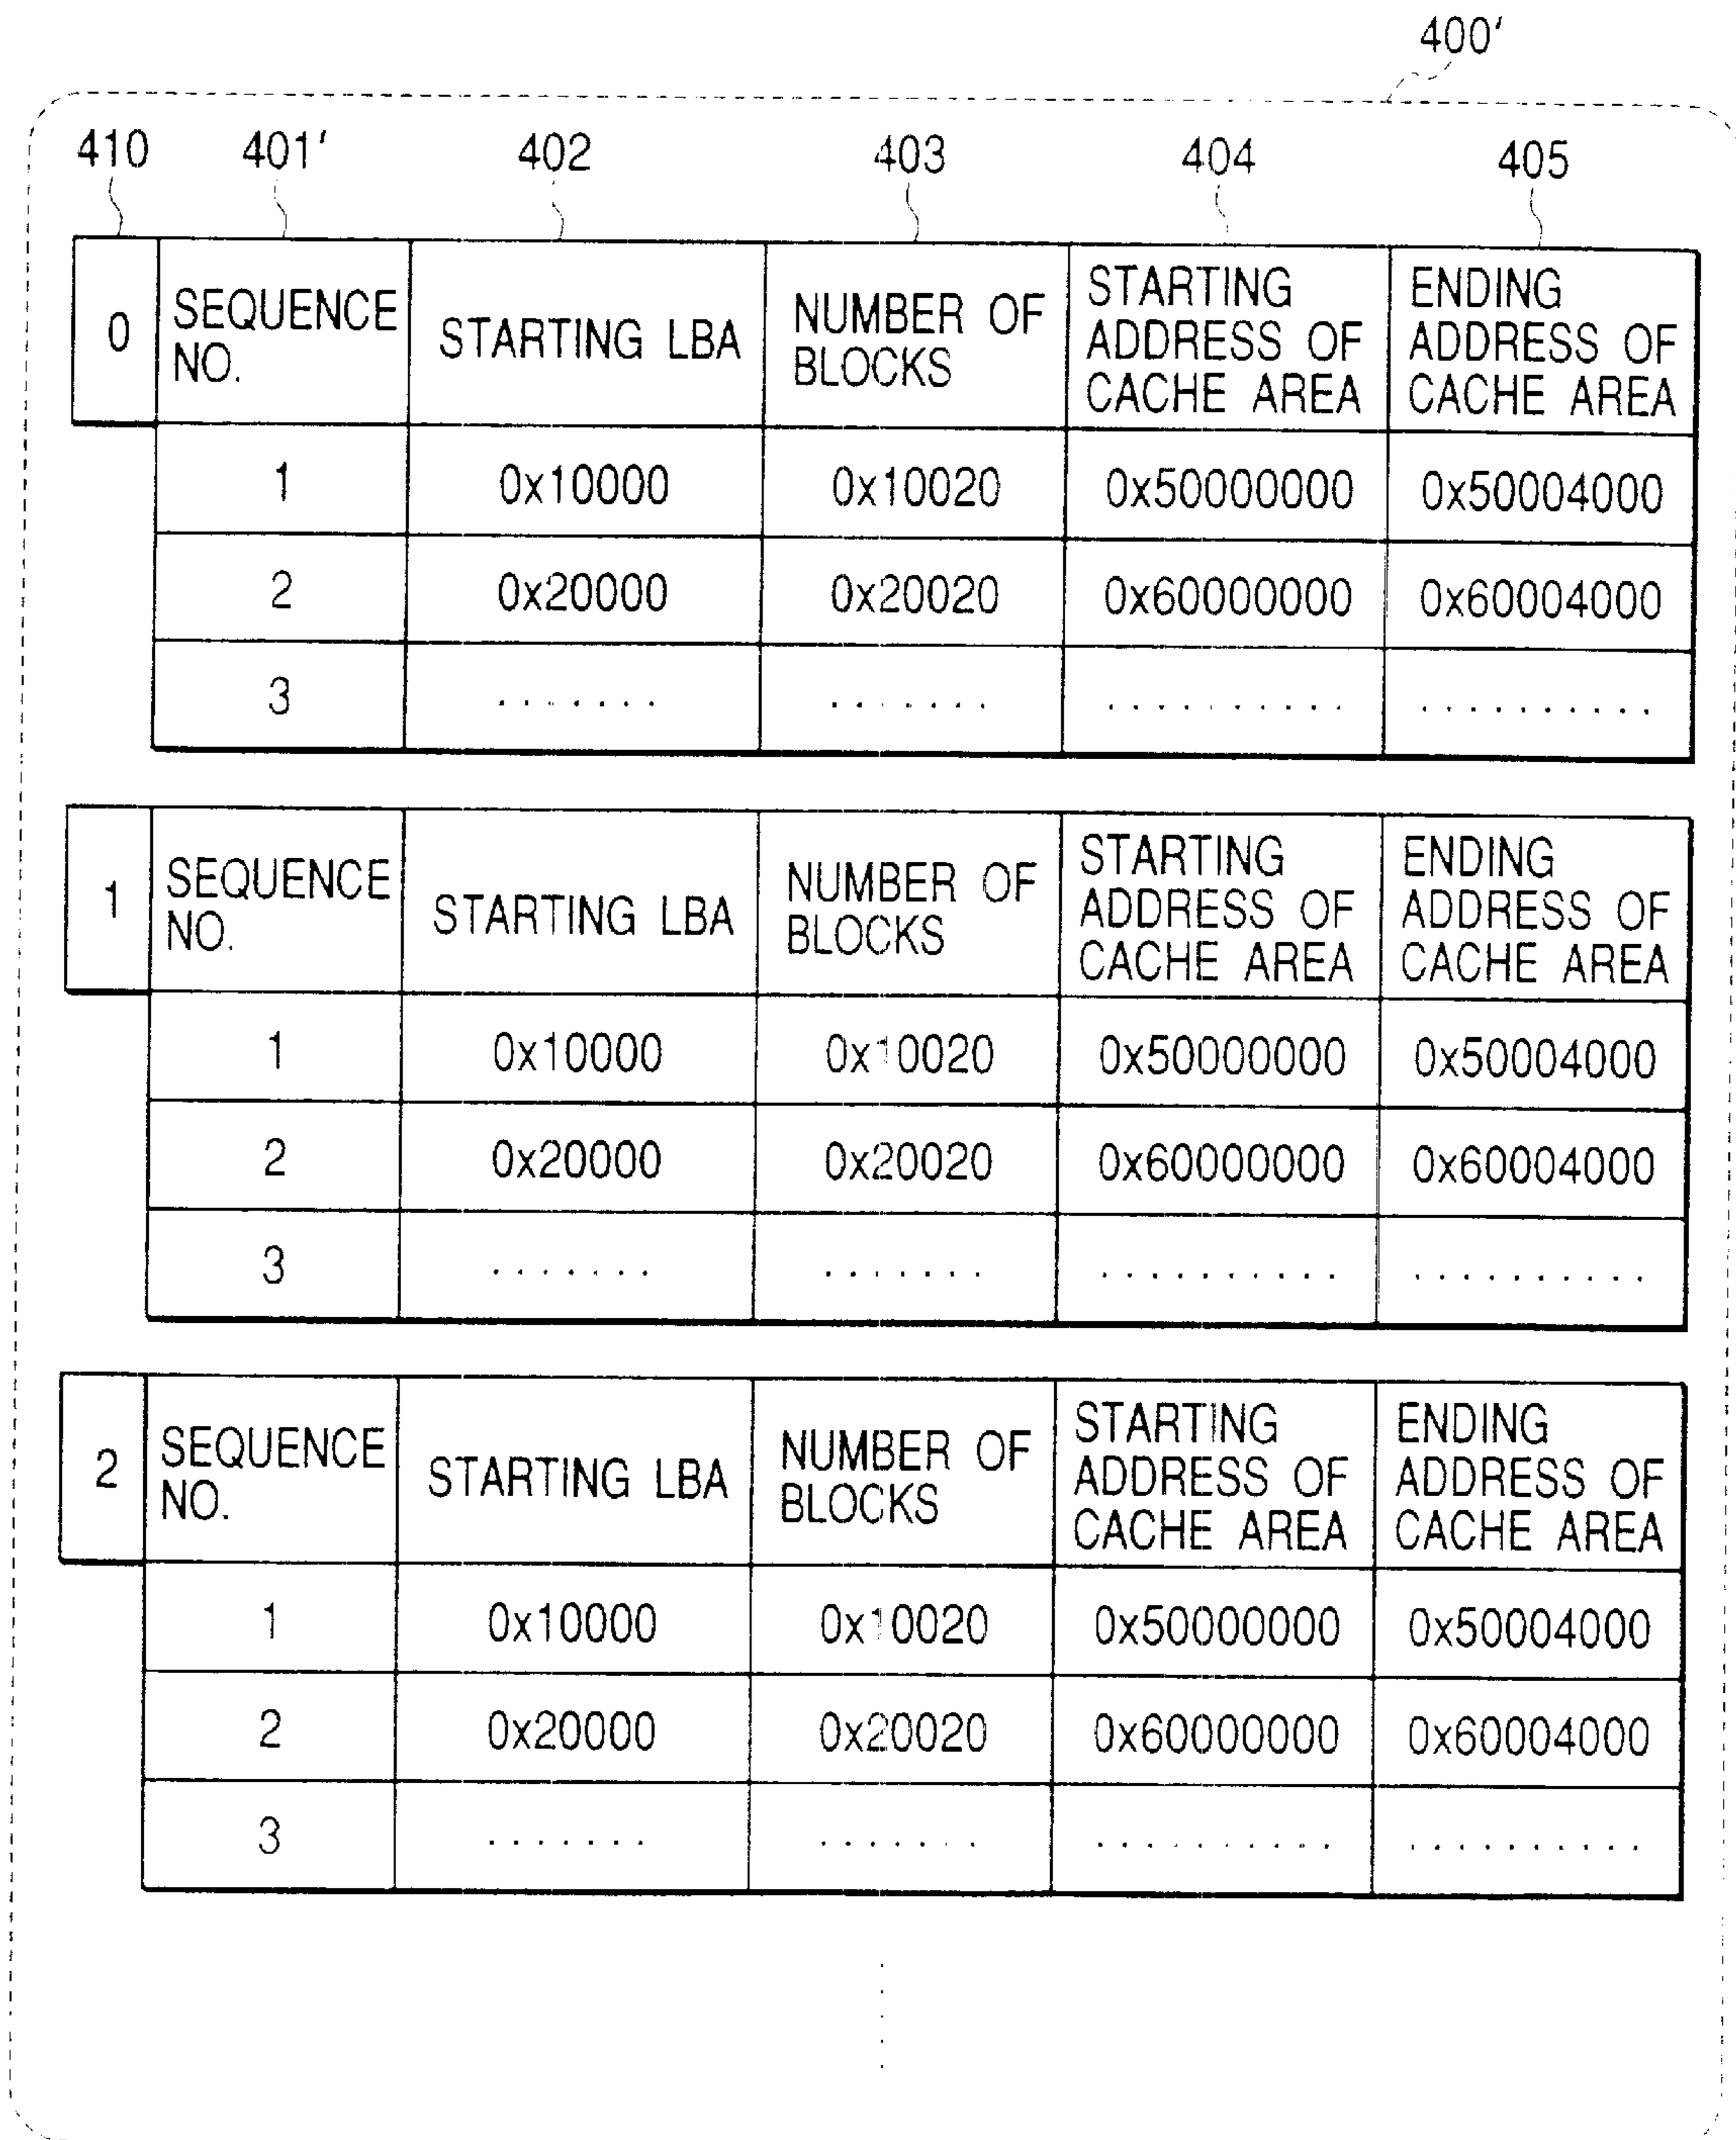 400'
410 401' 402 403 404 405
0 SEQUENCE NO. STARTING LBA NUMBER OF BLOCKS STARTING ADDRESS OF CACHE AREA ENDING ADDRESS OF CACHE AREA
1 0x10000 0x10020 0x50000000 0x50004000
2 0x20000 0x20020 0x60000000 0x60004000
3 ....... ....... .......... ..........
1 SEQUENCE NO. STARTING LBA NUMBER OF BLOCKS STARTING ADDRESS OF CACHE AREA ENDING ADDRESS OF CACHE AREA
1 0x10000 0x10020 0x50000000 0x50004000
2 0x20000 0x20020 0x60000000 0x60004000
3 ....... ....... .......... ..........
2 SEQUENCE NO. STARTING LBA NUMBER OF BLOCKS STARTING ADDRESS OF CACHE AREA ENDING ADDRESS OF CACHE AREA
1 0x10000 0x10020 0x50000000 0x50004000
2 0x20000 0x20020 0x60000000 0x60004000
3 ....... ....... .......... ..........